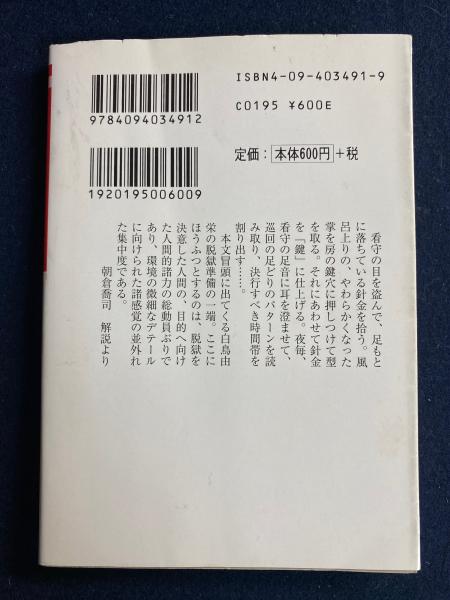 ISBN4-09-403491-9
C0195 ¥600E
9784094034912
定価：本体600円+税
1920195006009
看守の目を盗んで、足もと
に落ちている針金を拾う。風
呂上りの、やわらかくなった
掌を房の鍵穴に押しつけて型
を取る。それにあわせて針金
を「鍵」に仕上げる。夜毎、
看守の足音に耳を澄ませて、
巡回の足どりのパターンを読
み取り、決行すべき時間帯を
割り出す……。
本文冒頭に出てくる白鳥由
栄の脱獄準備の一端。ここに
ほうふつとするのは、脱獄を
決意した人間の、目的へ向け
た人間的諸力の総動員ぶりで
あり、環境の微細なデテール
に向けられた諸感覚の並外れ
た集中度である。
朝倉喬司 解説より